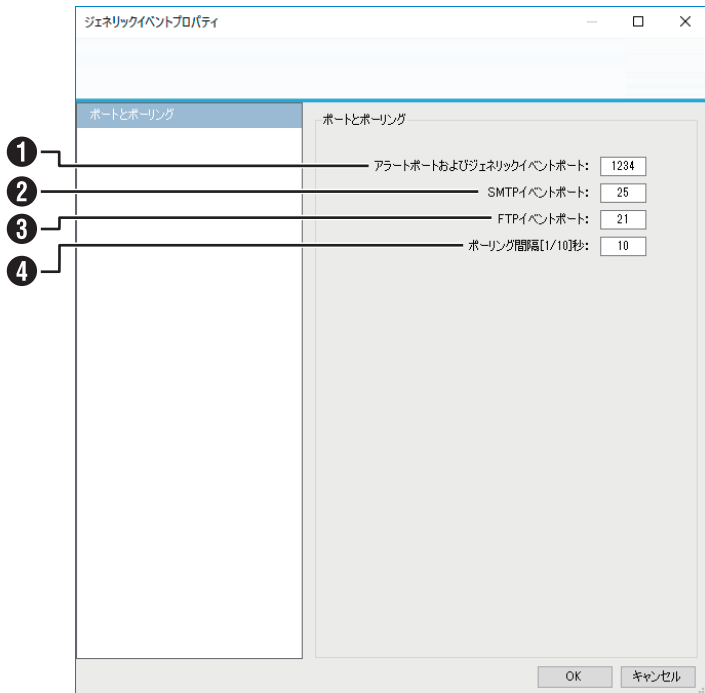 ジェネリックイベントプロパティ
ポートとポーリング
ポートとポーリング
❶ アラートポートおよびジェネリックイベントポート: 1234
❷ SMTPイベントポート: 25
❸ FTPイベントポート: 21
❹ ポーリング間隔[1/10]秒: 10
OK キャンセル